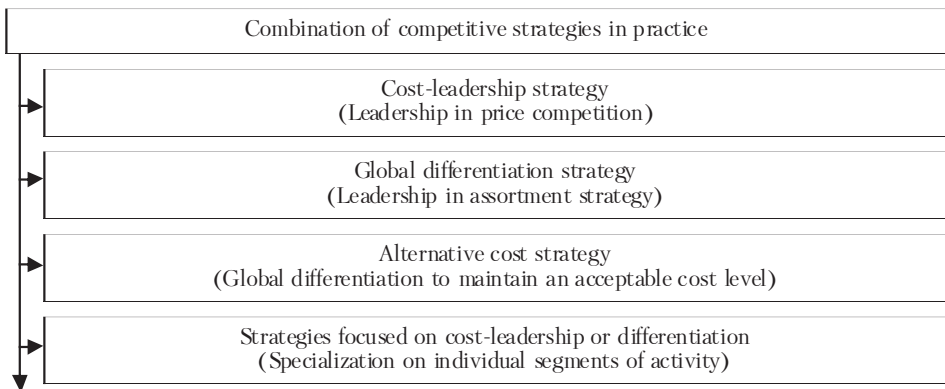 Combination of competitive strategies in practice
Cost-leadership strategy
(Leadership in price competition)
Global differentiation strategy
(Leadership in assortment strategy)
Alternative cost strategy
(Global differentiation to maintain an acceptable cost level)
Strategies focused on cost-leadership or differentiation
(Specialization on individual segments of activity)